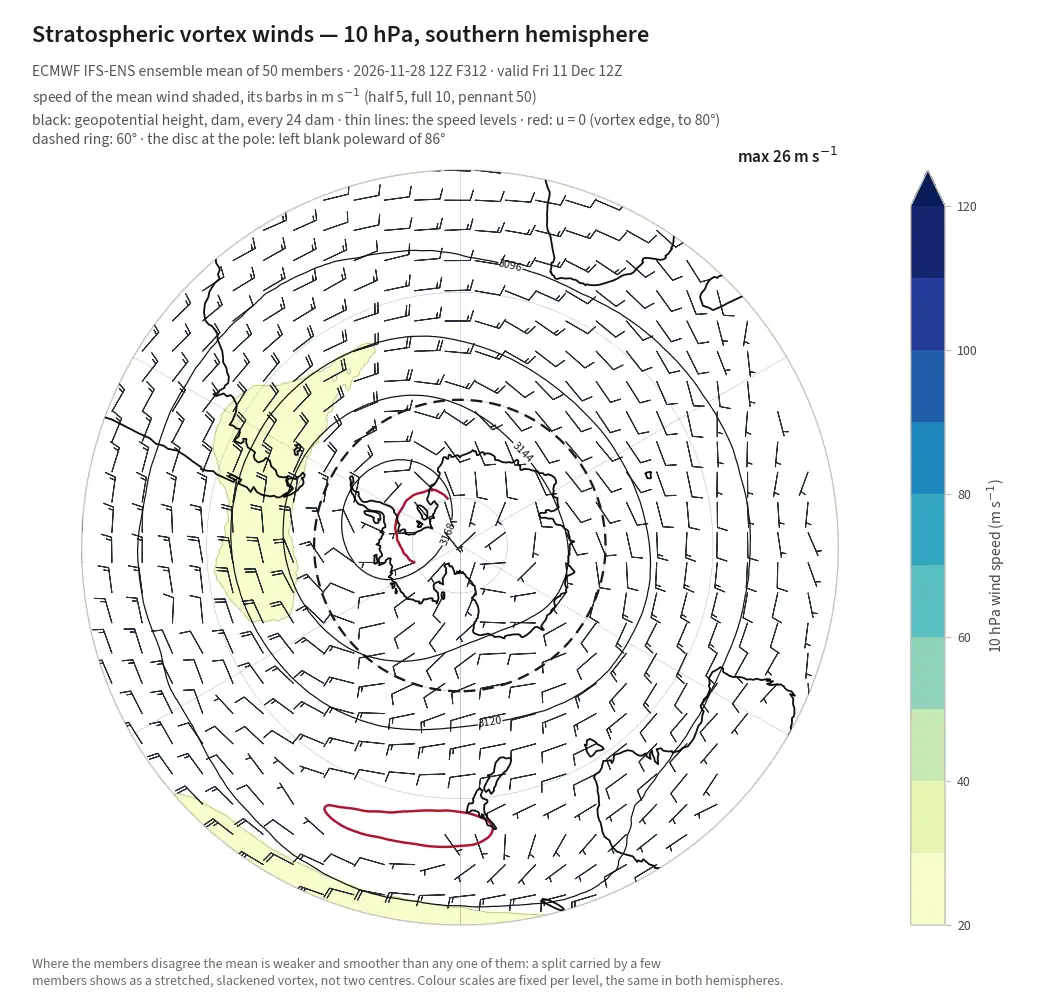 Stratospheric vortex winds — 10 hPa, southern hemisphere
ECMWF IFS-ENS ensemble mean of 50 members · 2026-11-28 12Z F312 · valid Fri 11 Dec 12Z
speed of the mean wind shaded, its barbs in m s⁻¹ (half 5, full 10, pennant 50)
black: geopotential height, dam, every 24 dam · thin lines: the speed levels · red: u = 0 (vortex edge, to 80°)
dashed ring: 60° · the disc at the pole: left blank poleward of 86°
max 26 m s⁻¹
3096
3144
3168
3120
120
100
80
60
40
20
10 hPa wind speed (m s⁻¹)
Where the members disagree the mean is weaker and smoother than any one of them: a split carried by a few
members shows as a stretched, slackened vortex, not two centres. Colour scales are fixed per level, the same in both hemispheres.